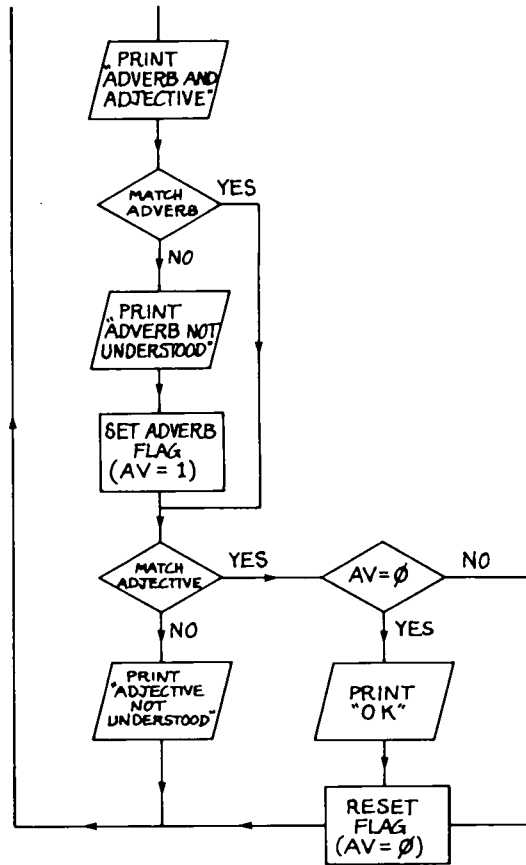 "PRINT
ADVERB AND
ADJECTIVE"
MATCH
ADVERB
YES
NO
"PRINT
ADVERB NOT
UNDERSTOOD"
SET ADVERB
FLAG
(AV = 1)
MATCH
ADJECTIVE
YES
AV = Ø
NO
NO
YES
PRINT
"ADJECTIVE
NOT
UNDERSTOOD"
PRINT
"OK"
RESET
FLAG
(AV = Ø)